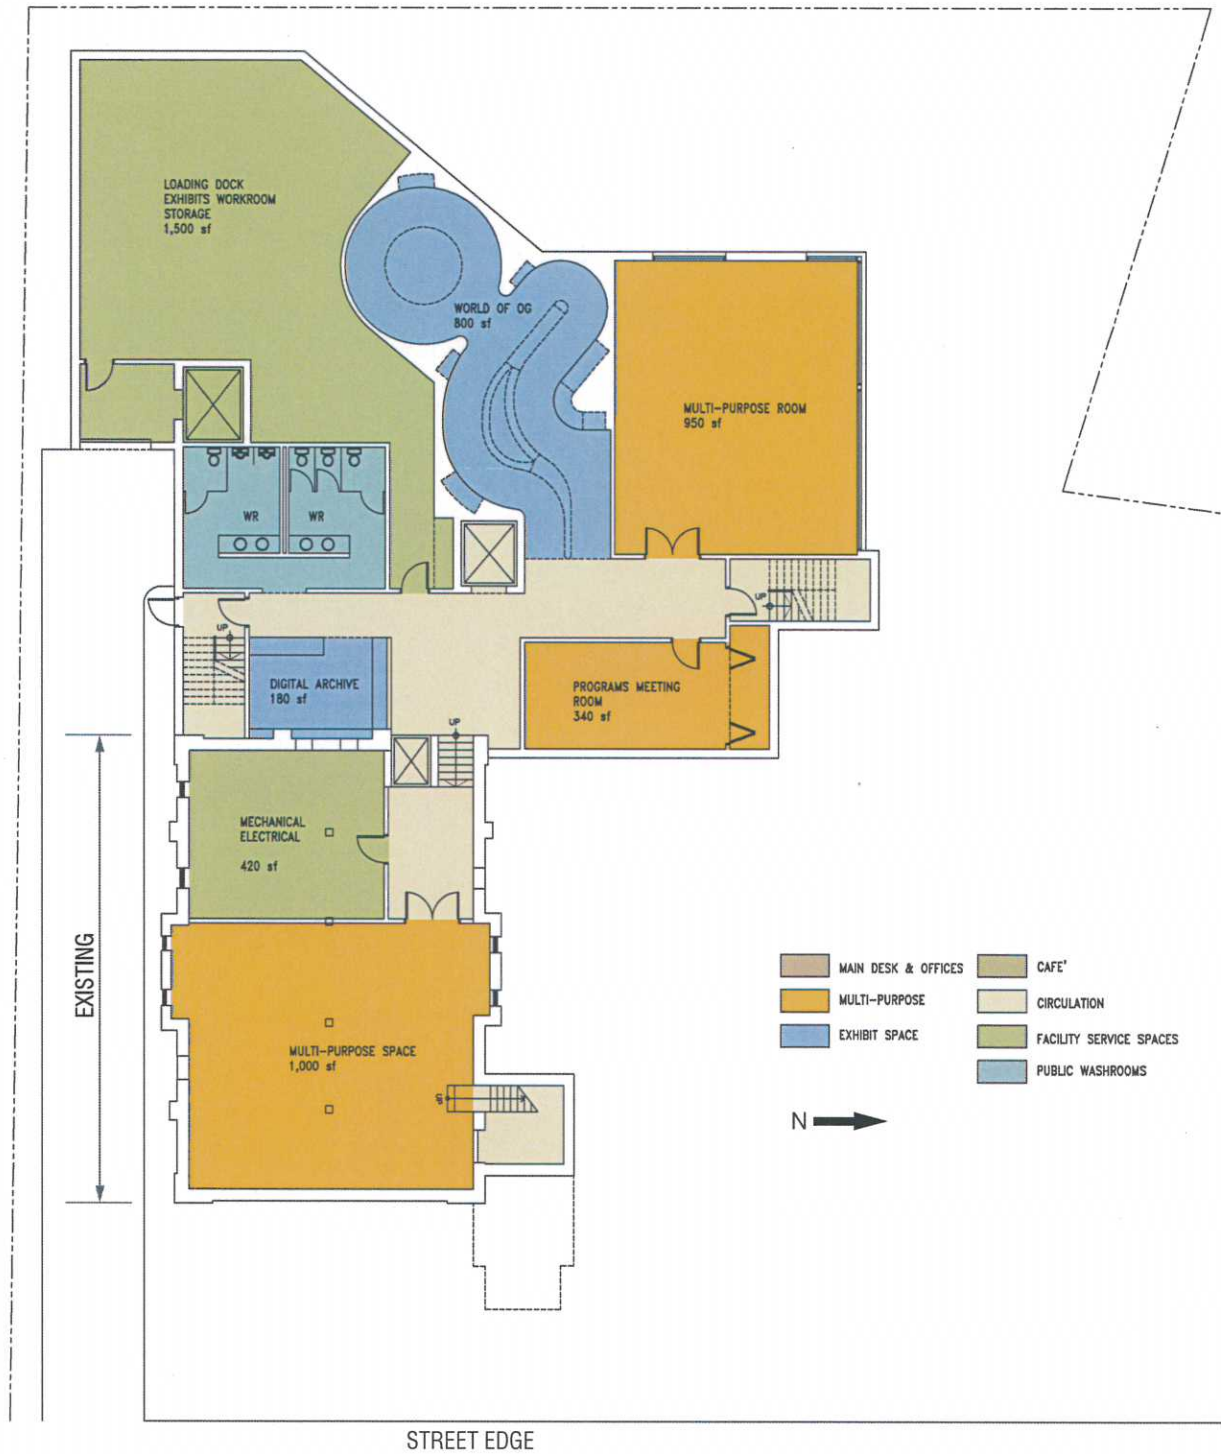 LOADING DOCK
EXHIBITS WORKROOM
STORAGE
1,500 sf
WORLD OF OG
800 sf
MULTI-PURPOSE ROOM
950 sf
WR
WR
UP
UP
DIGITAL ARCHIVE
180 sf
PROGRAMS MEETING
ROOM
340 sf
UP
MECHANICAL
ELECTRICAL
420 sf
EXISTING
MULTI-PURPOSE SPACE
1,000 sf
UP
MAIN DESK & OFFICES
MULTI-PURPOSE
EXHIBIT SPACE
CAFE'
CIRCULATION
FACILITY SERVICE SPACES
PUBLIC WASHROOMS
N
STREET EDGE